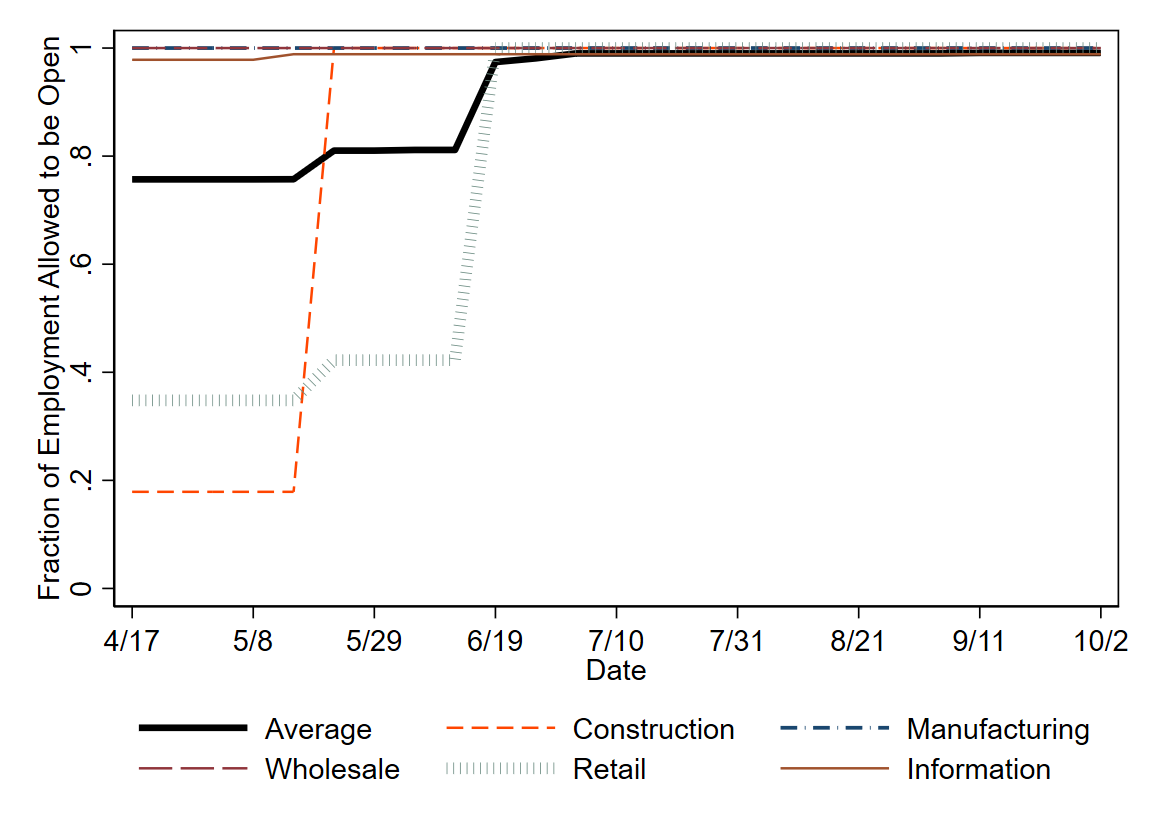 Fraction of Employment Allowed to be Open
1
.8
.6
.4
.2
0
4/17 5/8 5/29 6/19 7/10 7/31 8/21 9/11 10/2
Date
Average Construction Manufacturing
Wholesale Retail Information